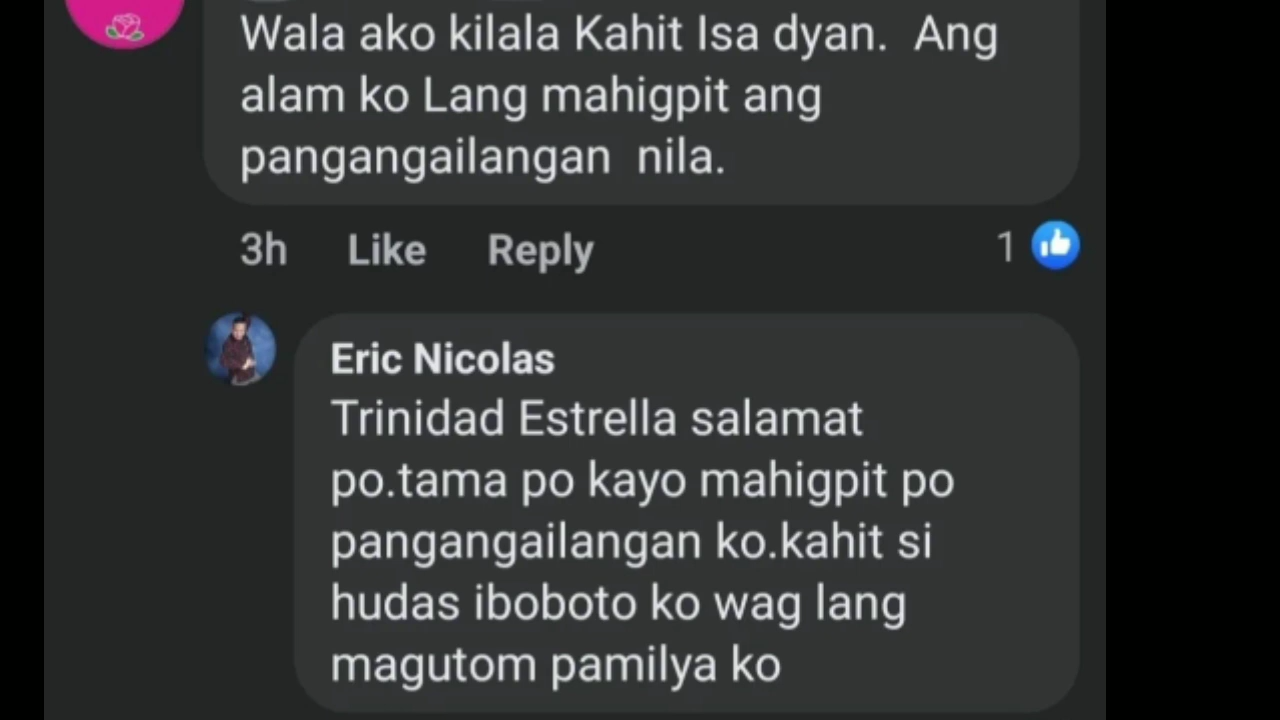 Wala ako kilala Kahit Isa dyan.  Ang
alam ko Lang mahigpit ang
pangangailangan  nila.
3h Like Reply 1
Eric Nicolas
Trinidad Estrella salamat
po.tama po kayo mahigpit po
pangangailangan ko.kahit si
hudas iboboto ko wag lang
magutom pamilya ko